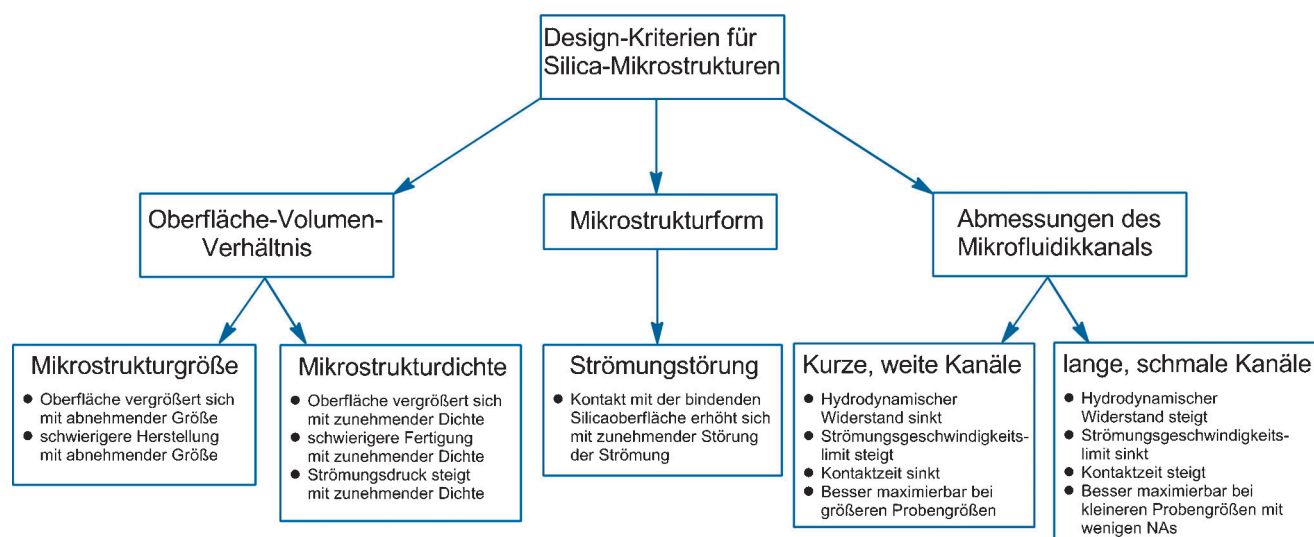 Design-Kriterien für
Silica-Mikrostrukturen
Oberfläche-Volumen-
Verhältnis
Mikrostrukturform
Abmessungen des
Mikrofluidikkanals
Mikrostrukturgröße
● Oberfläche vergrößert sich
mit abnehmender Größe
● schwierigere Herstellung
mit abnehmender Größe
Mikrostrukturdichte
● Oberfläche vergrößert sich
mit zunehmender Dichte
● schwierigere Fertigung
mit zunehmender Dichte
● Strömungsdruck steigt
mit zunehmender Dichte
Strömungstörung
● Kontakt mit der bindenden
Silicaoberfläche erhöht sich
mit zunehmender Störung
der Strömung
Kurze, weite Kanäle
● Hydrodynamischer
Widerstand sinkt
● Strömungsgeschwindigkeits-
limit steigt
● Kontaktzeit sinkt
● Besser maximierbar bei
größeren Probengrößen
lange, schmale Kanäle
● Hydrodynamischer
Widerstand steigt
● Strömungsgeschwindigkeits-
limit sinkt
● Kontaktzeit steigt
● Besser maximierbar bei
kleineren Probengrößen mit
wenigen NAs